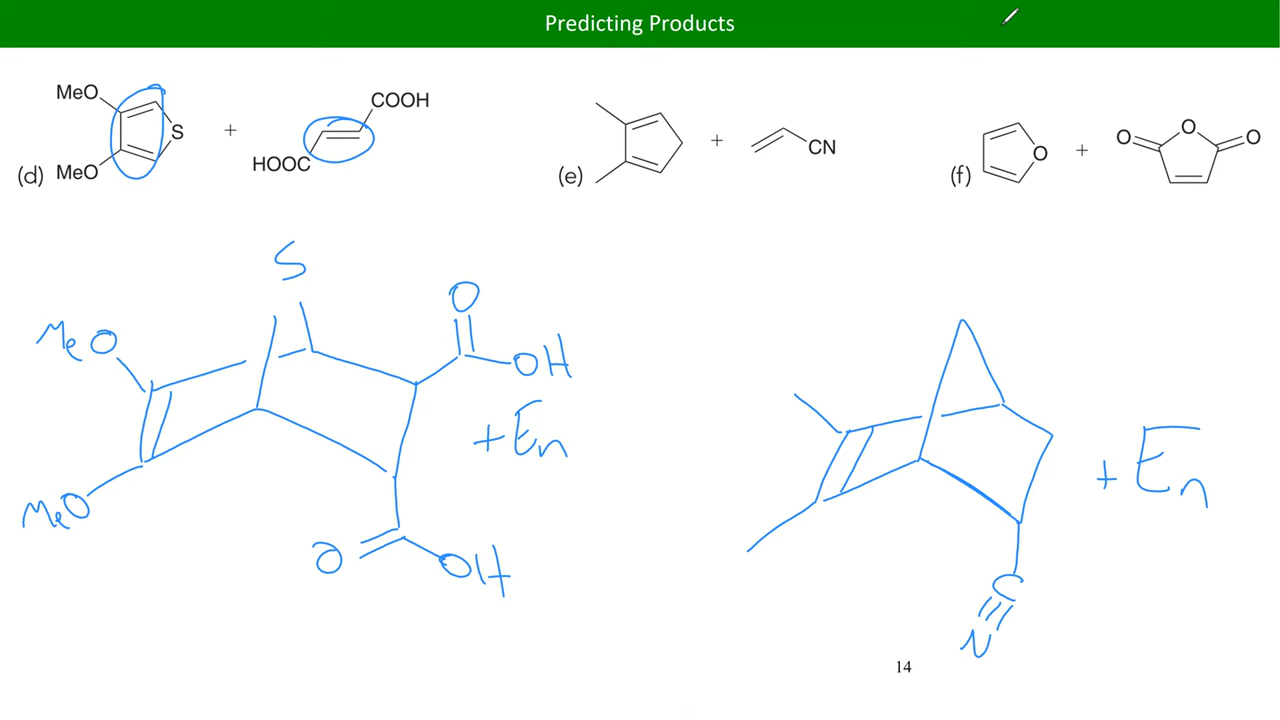 Predicting Products
MeO
MeO
S
+
COOH
HOOC
(d)
+
CN
(e)
O
+
O
O
O
(f)
S
MeO
MeO
O
OH
+ En
O
OH
C
N
+ En
14